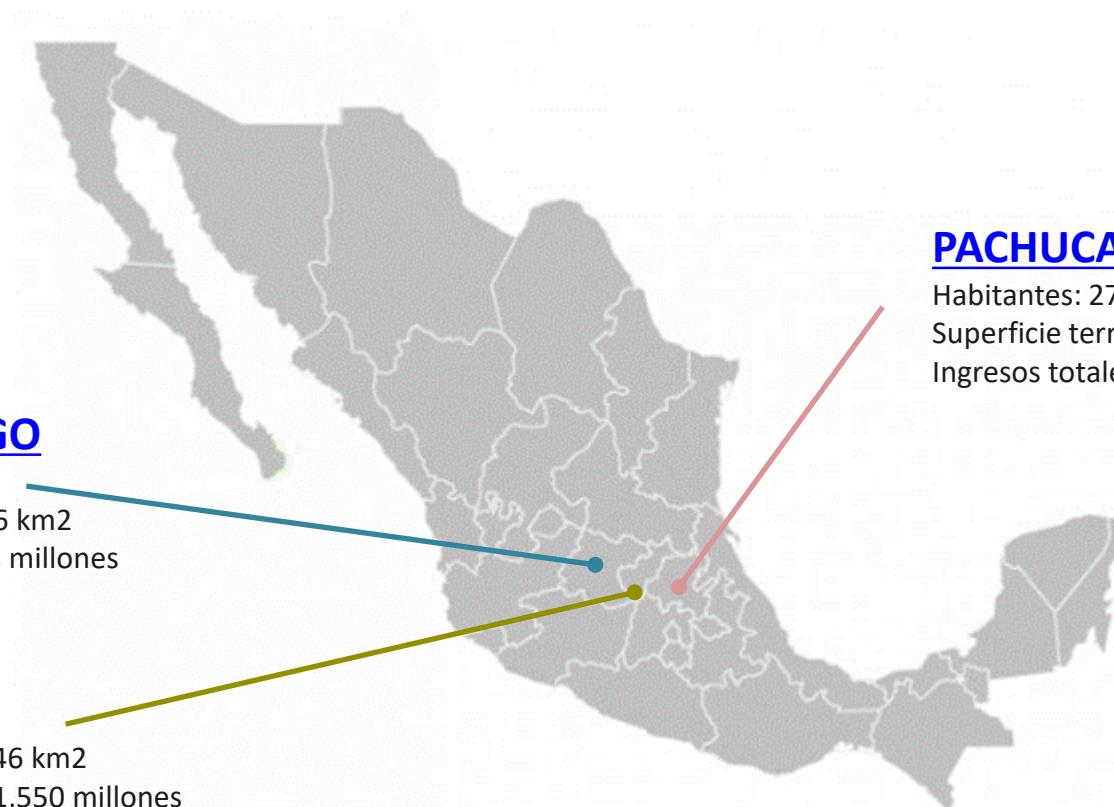 PACHUCA
Habitantes: 27
Superficie terr
Ingresos totale
GO
6 km2
millones
46 km2
1,550 millones